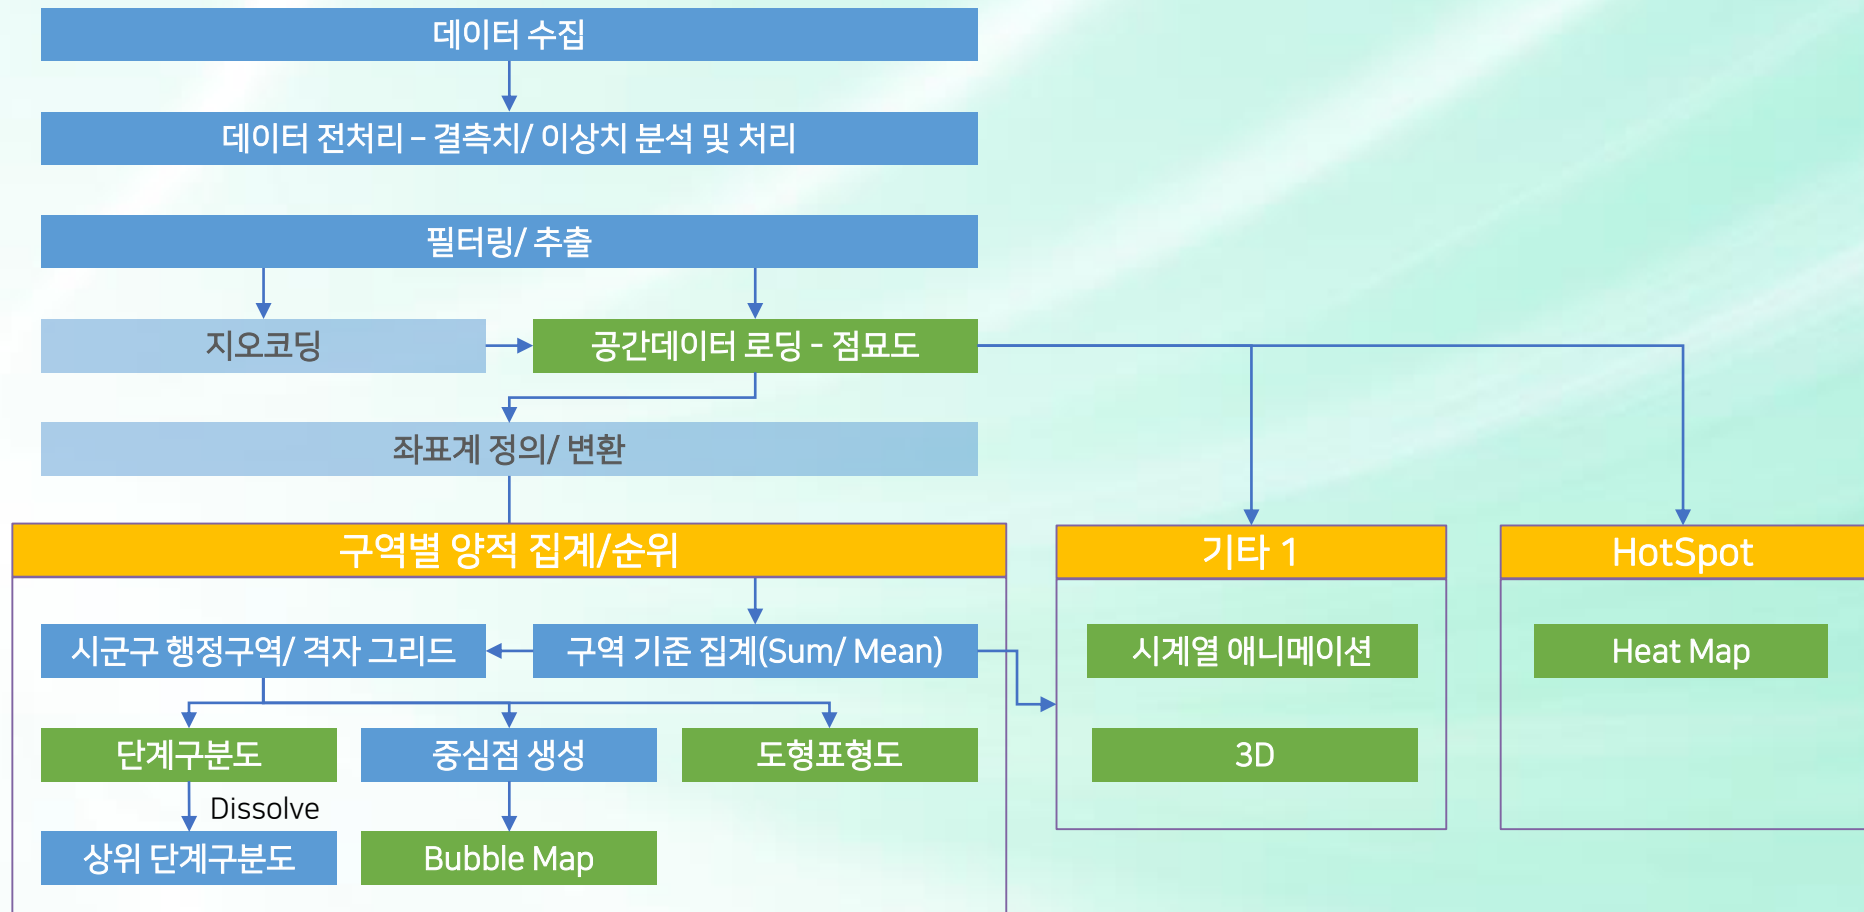 데이터 수집
데이터 전처리 – 결측치/ 이상치 분석 및 처리
필터링/ 추출
지오코딩
공간데이터 로딩 - 점묘도
좌표계 정의/ 변환
구역별 양적 집계/순위
기타 1
HotSpot
시군구 행정구역/ 격자 그리드
구역 기준 집계(Sum/ Mean)
시계열 애니메이션
Heat Map
단계구분도
중심점 생성
도형표형도
3D
Dissolve
상위 단계구분도
Bubble Map